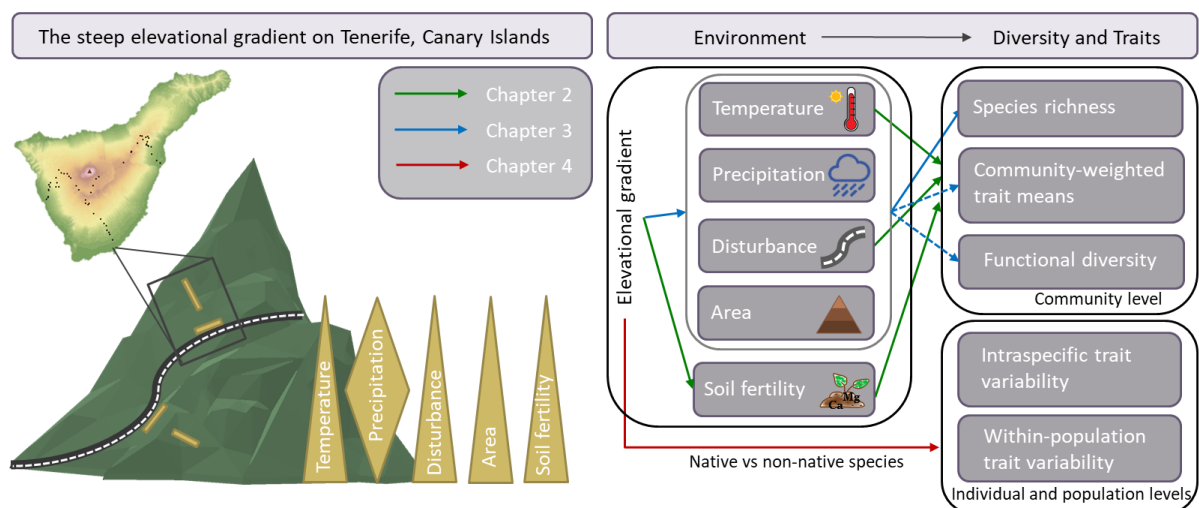 The steep elevational gradient on Tenerife, Canary Islands
Chapter 2
Chapter 3
Chapter 4
Temperature
Precipitation
Disturbance
Area
Soil fertility
Environment
Diversity and Traits
Elevational gradient
Temperature
Precipitation
Disturbance
Area
Soil fertility
Ca
Mg
Species richness
Community-weighted
trait means
Functional diversity
Community level
Native vs non-native species
Intraspecific trait
variability
Within-population
trait variability
Individual and population levels